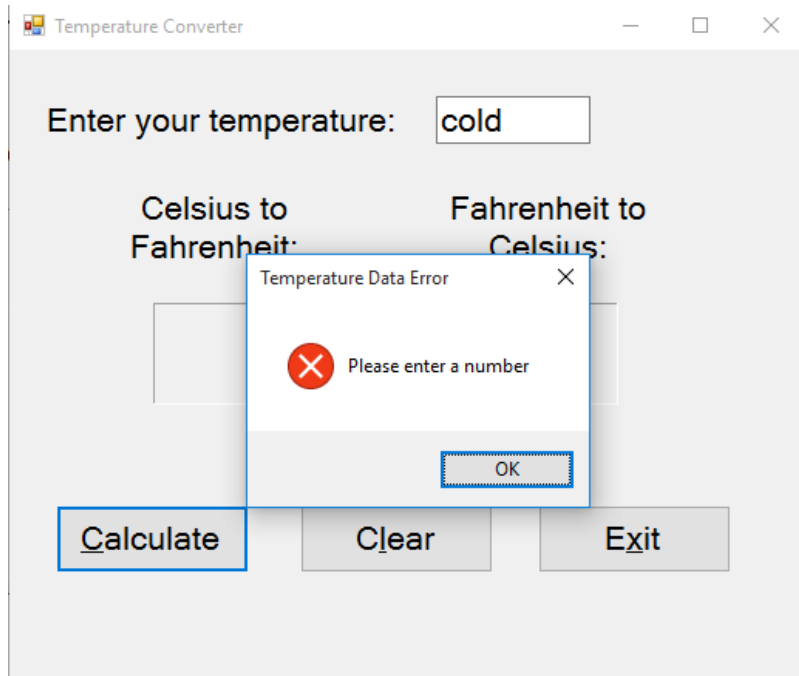 Temperature Converter
Enter your temperature: cold
Celsius to
Fahrenheit:
Fahrenheit to
Celsius:
Temperature Data Error
Please enter a number
OK
Calculate
Clear
Exit